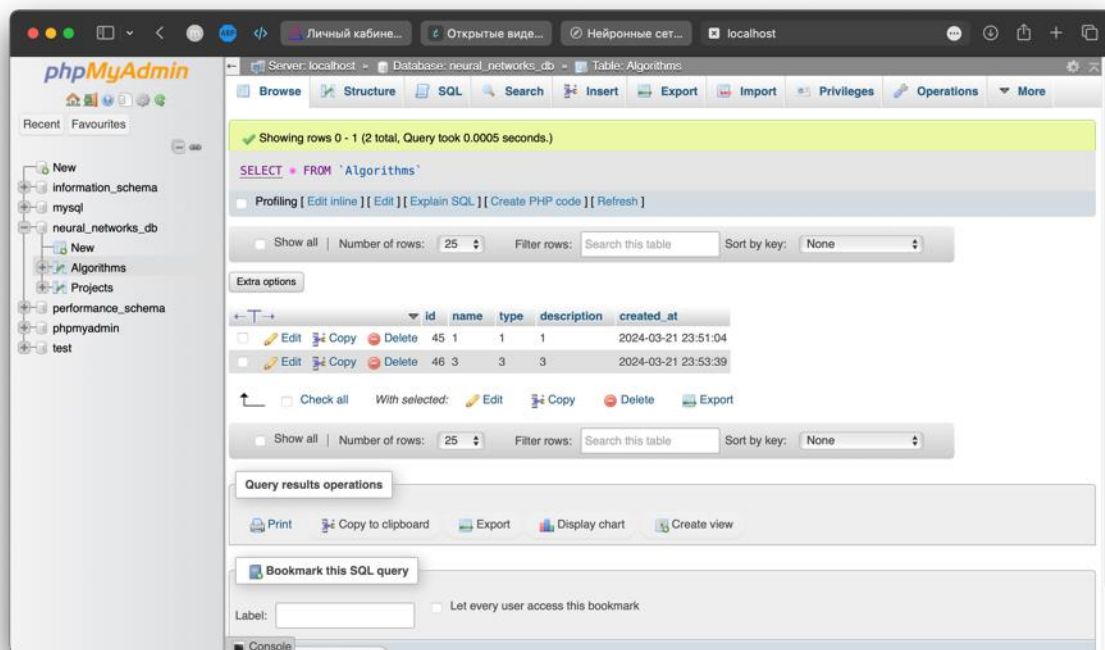 Личный кабине...
Открытые виде...
Нейронные сет...
localhost
phpMyAdmin
Recent Favourites
New
information_schema
mysql
neural_networks_db
New
Algorithms
Projects
performance_schema
phpmyadmin
test
Server: localhost » Database: neural_networks_db » Table: Algorithms
Browse Structure SQL Search Insert Export Import Privileges Operations More
Showing rows 0 - 1 (2 total, Query took 0.0005 seconds.)
SELECT * FROM `Algorithms`
Profiling [ Edit inline ] [ Edit ] [ Explain SQL ] [ Create PHP code ] [ Refresh ]
Show all | Number of rows: 25 Filter rows: Search this table Sort by key: None
Extra options
id name type description created_at
Edit Copy Delete 45 1 1 1 2024-03-21 23:51:04
Edit Copy Delete 46 3 3 3 2024-03-21 23:53:39
Check all With selected: Edit Copy Delete Export
Show all | Number of rows: 25 Filter rows: Search this table Sort by key: None
Query results operations
Print Copy to clipboard Export Display chart Create view
Bookmark this SQL query
Label: Let every user access this bookmark
Console